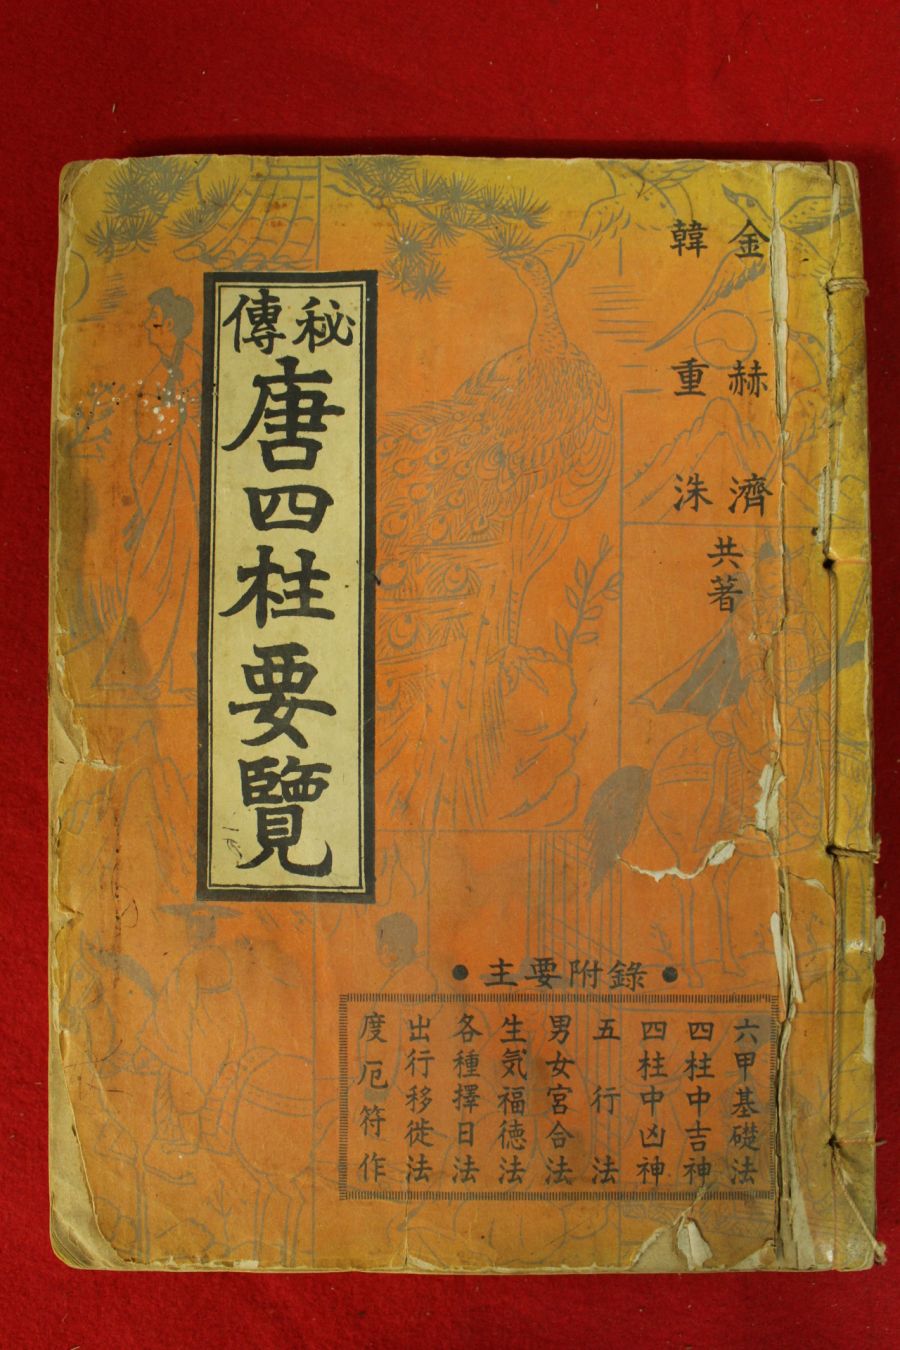 金赫濟
韓重洙
共著
秘傳
唐四柱要覽
●主要附錄●
六甲基礎法
四柱中吉神
四柱中凶神
五行法
男女宮合法
生気福徳法
各種擇日法
出行移徙法
度厄符作